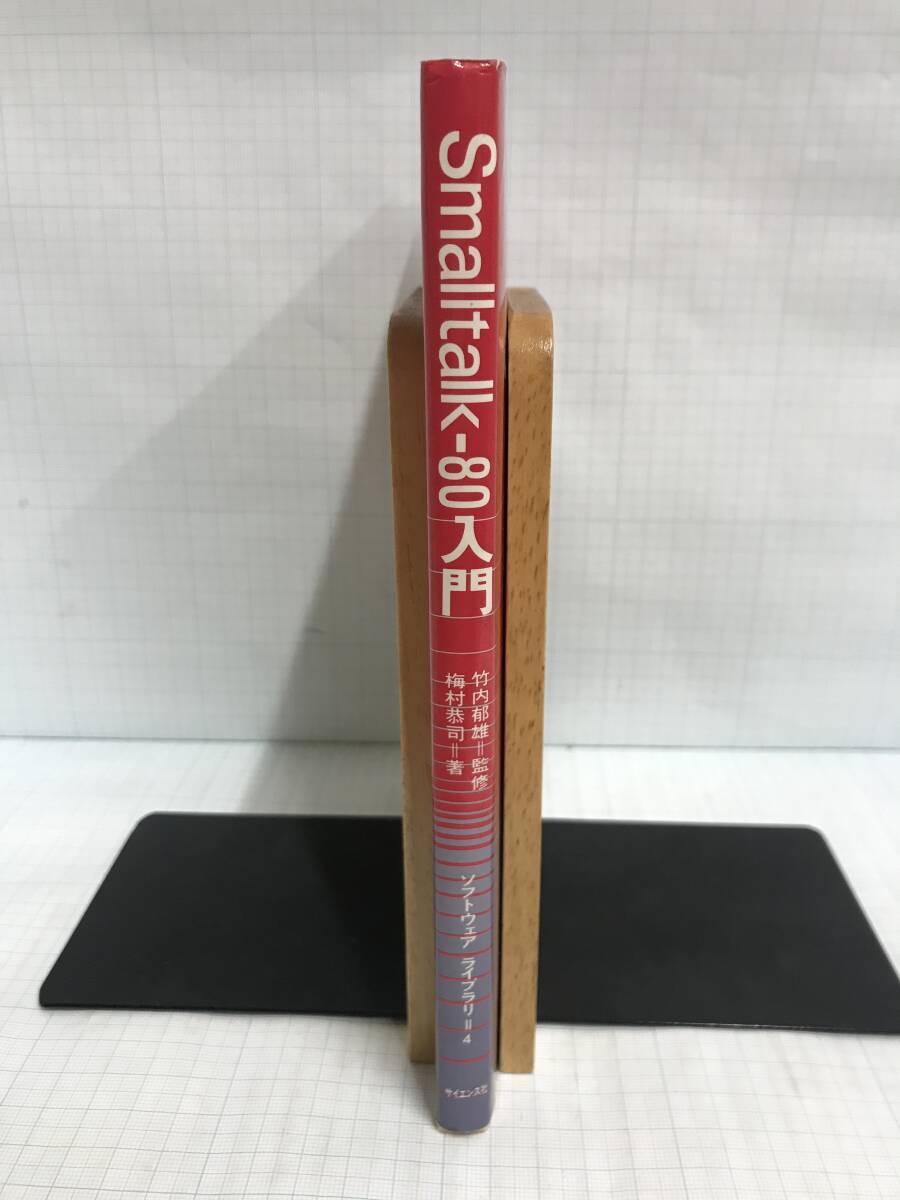 Smalltalk-80入門
竹内郁雄=監修
梅村恭司=著
ソフトウェア ライブラリ=4
サイエンス社